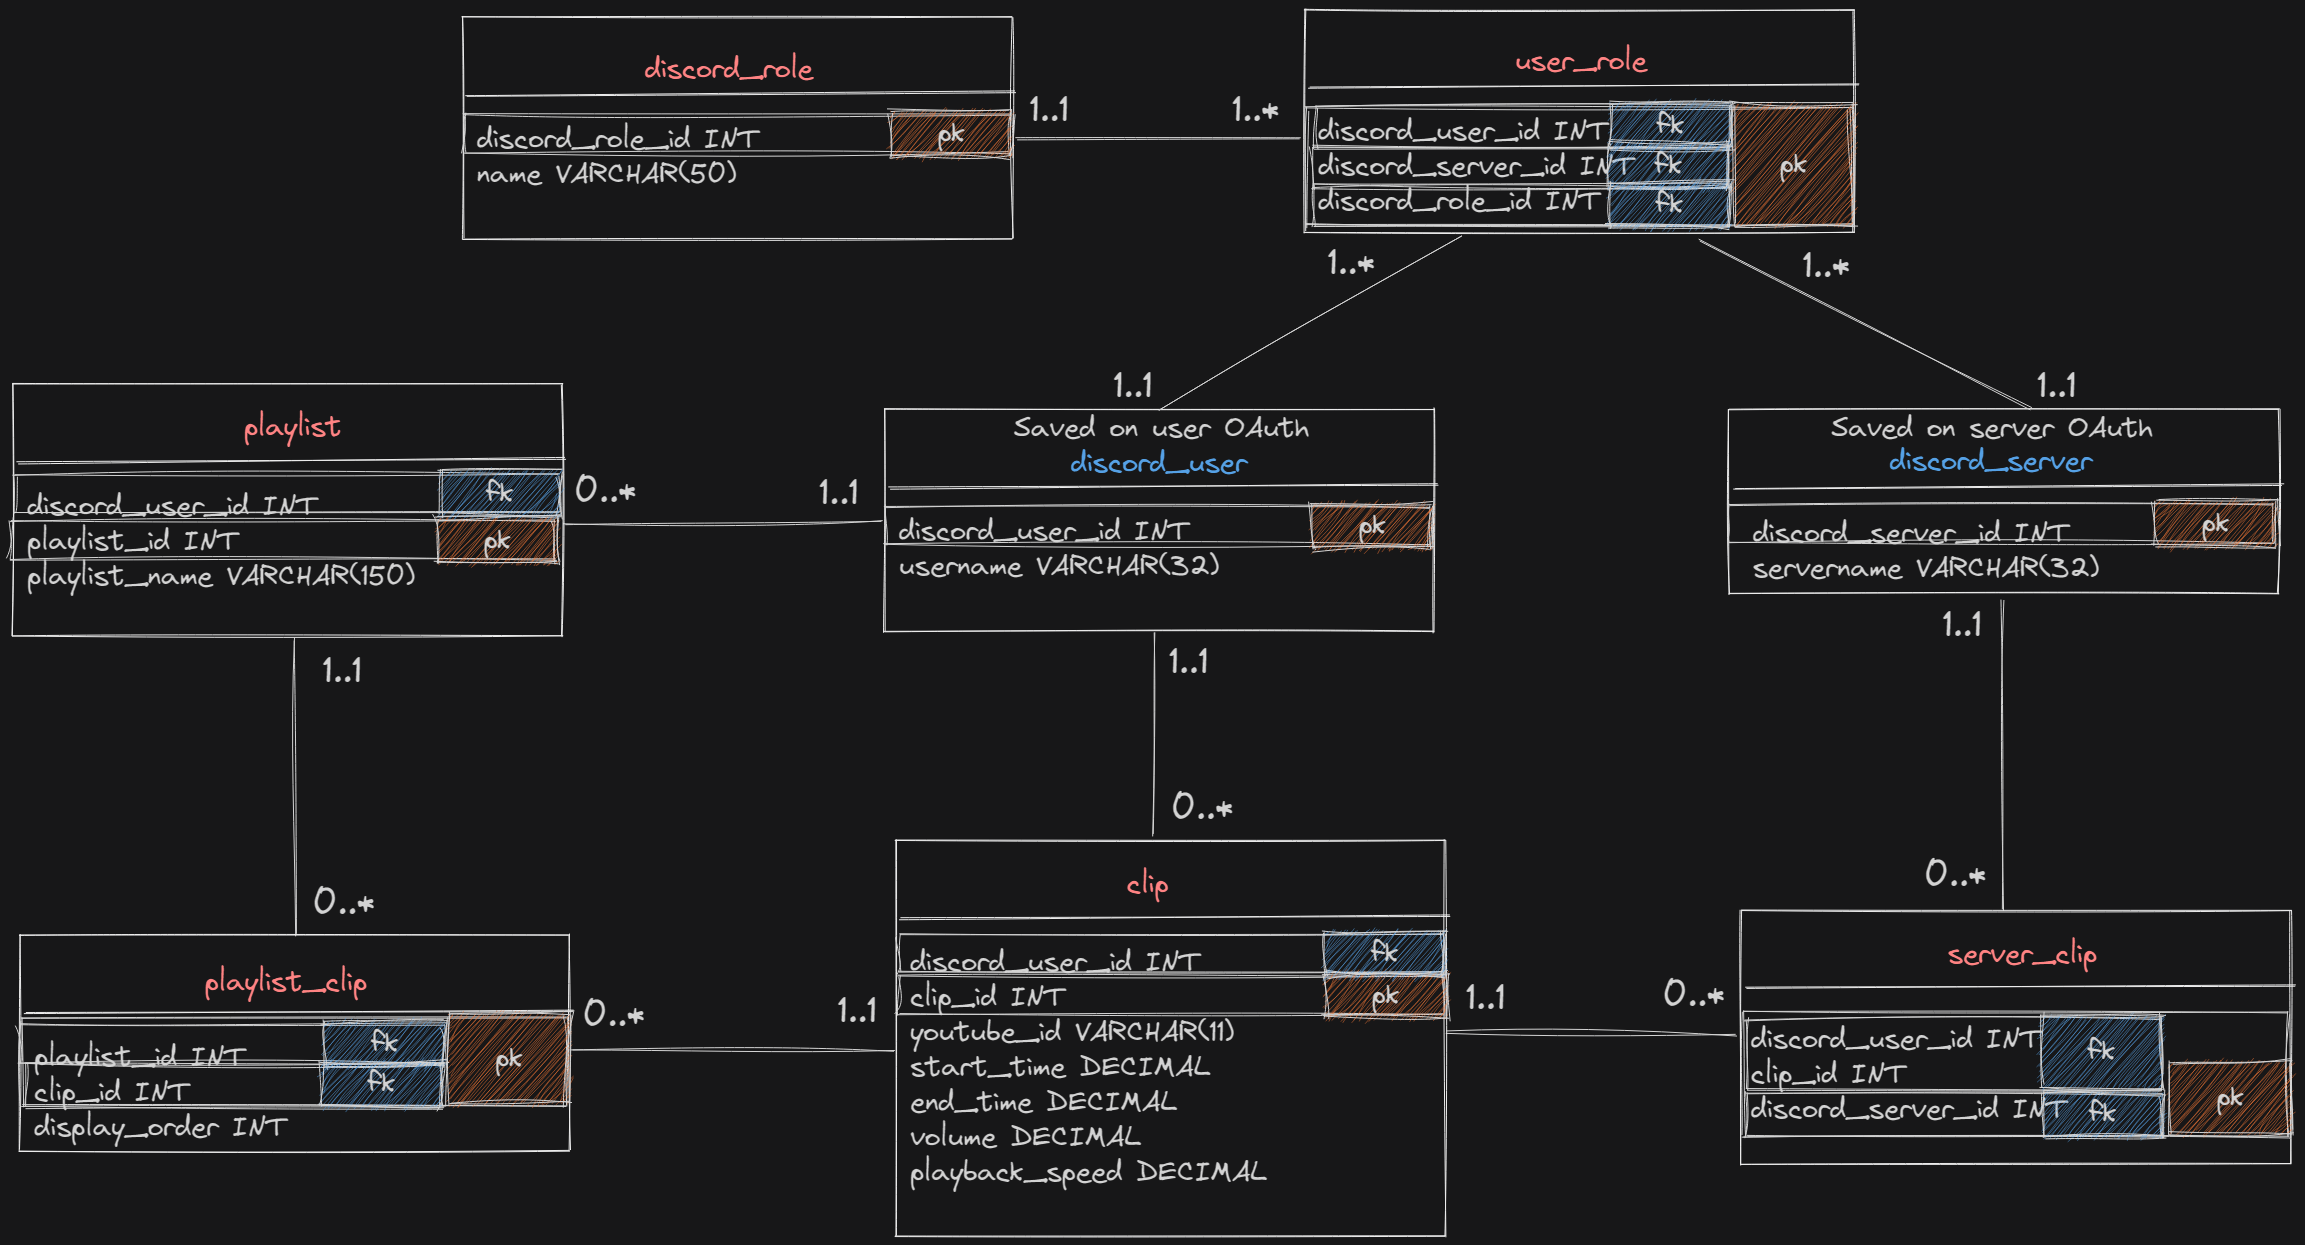 discord_role
discord_role_id INT pk
name VARCHAR(50)
1..1
1..*
user_role
discord_user_id INT fk
discord_server_id INT fk
discord_role_id INT fk
pk
1..*
1..*
1..1
1..1
playlist
discord_user_id INT fk
playlist_id INT pk
playlist_name VARCHAR(150)
0..*
1..1
Saved on user OAuth
discord_user
discord_user_id INT pk
username VARCHAR(32)
Saved on server OAuth
discord_server
discord_server_id INT pk
servername VARCHAR(32)
1..1
1..1
1..1
0..*
0..*
0..*
playlist_clip
playlist_id INT fk
clip_id INT fk
pk
display_order INT
0..*
1..1
clip
discord_user_id INT fk
clip_id INT pk
youtube_id VARCHAR(11)
start_time DECIMAL
end_time DECIMAL
volume DECIMAL
playback_speed DECIMAL
1..1
0..*
server_clip
discord_user_id INT
fk
clip_id INT
discord_server_id INT fk
pk